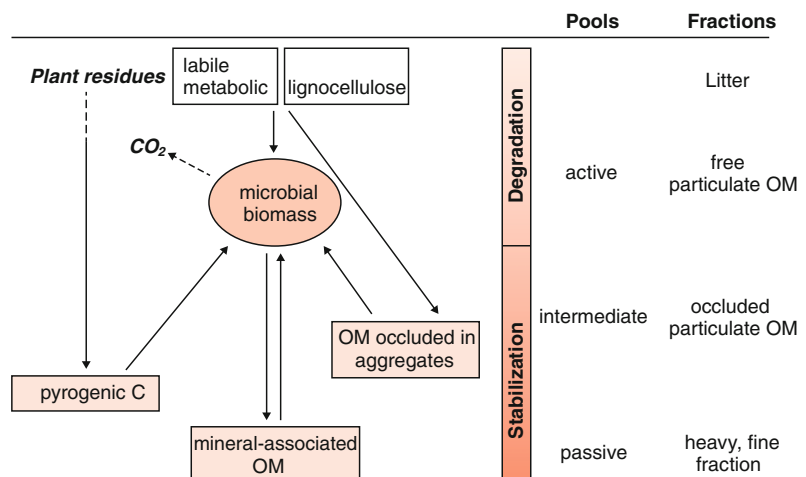 Pools Fractions
Plant residues
labile
metabolic
lignocellulose
Litter
CO2
microbial
biomass
Degradation
active
free
particulate OM
OM occluded in
aggregates
Stabilization
intermediate
occluded
particulate OM
pyrogenic C
mineral-associated
OM
passive
heavy, fine
fraction